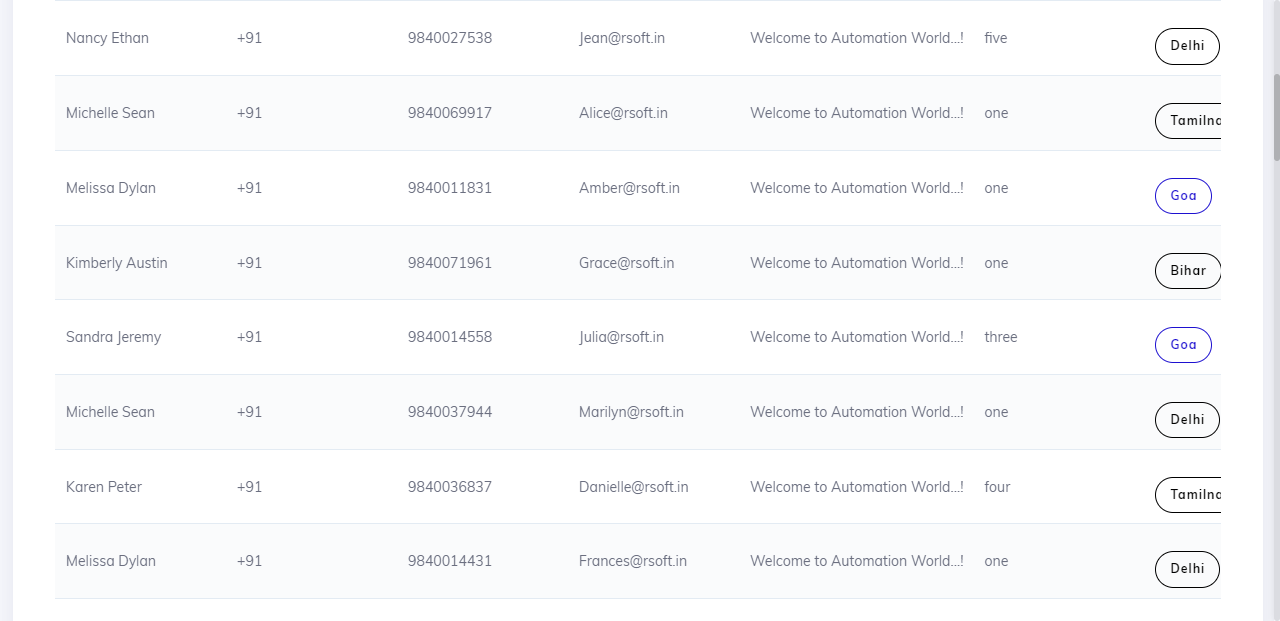 Nancy Ethan +91 9840027538 Jean@rsoft.in Welcome to Automation World...! five Delhi
Michelle Sean +91 9840069917 Alice@rsoft.in Welcome to Automation World...! one Tamilna
Melissa Dylan +91 9840011831 Amber@rsoft.in Welcome to Automation World...! one Goa
Kimberly Austin +91 9840071961 Grace@rsoft.in Welcome to Automation World...! one Bihar
Sandra Jeremy +91 9840014558 Julia@rsoft.in Welcome to Automation World...! three Goa
Michelle Sean +91 9840037944 Marilyn@rsoft.in Welcome to Automation World...! one Delhi
Karen Peter +91 9840036837 Danielle@rsoft.in Welcome to Automation World...! four Tamilna
Melissa Dylan +91 9840014431 Frances@rsoft.in Welcome to Automation World...! one Delhi